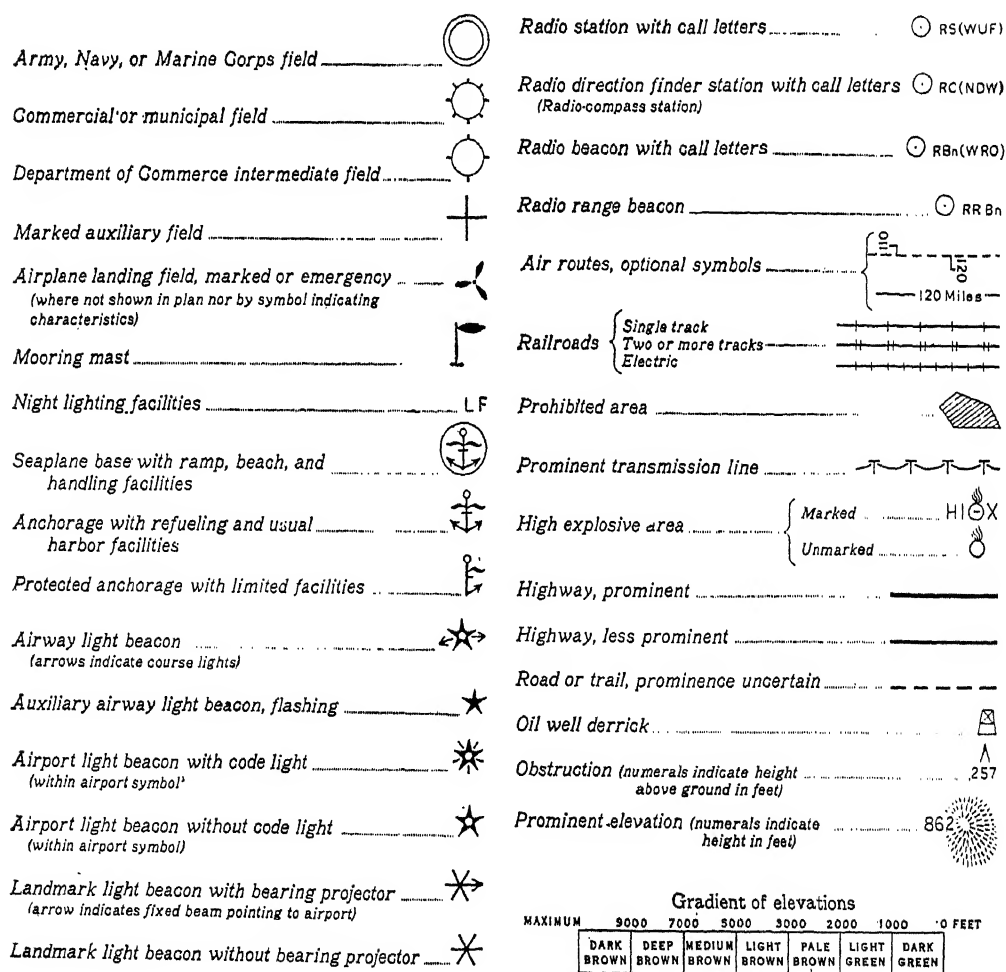 Army, Navy, or Marine Corps field
Commercial or municipal field
Department of Commerce intermediate field
Marked auxiliary field
Airplane landing field, marked or emergency
(where not shown in plan nor by symbol indicating
characteristics)
Mooring mast
Night lighting facilities LF
Seaplane base with ramp, beach, and
handling facilities
Anchorage with refueling and usual
harbor facilities
Protected anchorage with limited facilities
Airway light beacon
(arrows indicate course lights)
Auxiliary airway light beacon, flashing
Airport light beacon with code light
(within airport symbol)
Airport light beacon without code light
(within airport symbol)
Landmark light beacon with bearing projector
(arrow indicates fixed beam pointing to airport)
Landmark light beacon without bearing projector
Radio station with call letters RS(WUF)
Radio direction finder station with call letters RC(NDW)
(Radio-compass station)
Radio beacon with call letters RBn(WRO)
Radio range beacon RRBn
Air routes, optional symbols
110
120
120 Miles
Railroads
Single track
Two or more tracks
Electric
Prohibited area
Prominent transmission line
High explosive area
Marked HIOX
Unmarked
Highway, prominent
Highway, less prominent
Road or trail, prominence uncertain
Oil well derrick
Obstruction (numerals indicate height 257
above ground in feet)
Prominent elevation (numerals indicate 862
height in feet)
Gradient of elevations
MAXIMUM 9000 7000 5000 3000 2000 1000 0 FEET
DARK DEEP MEDIUM LIGHT PALE LIGHT DARK
BROWN BROWN BROWN BROWN BROWN GREEN GREEN